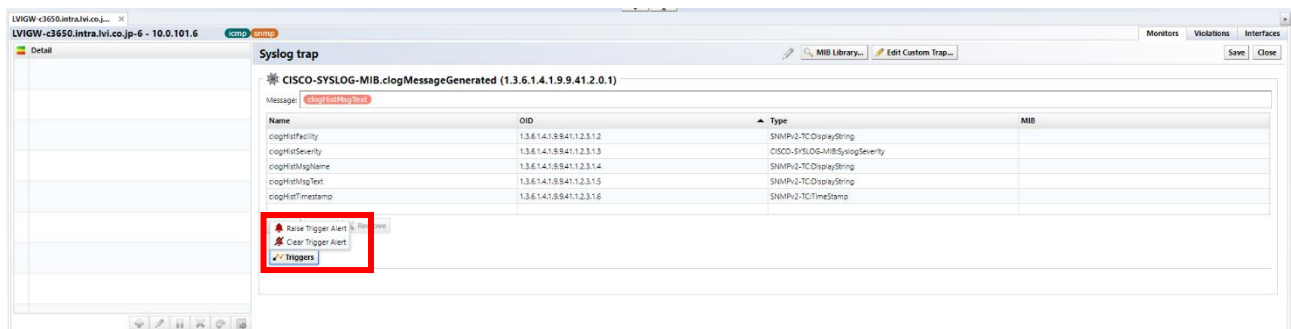 LVIGW-c3650.intra.lvi.co.j...
LVIGW-c3650.intra.lvi.co.jp-6 - 10.0.101.6 icmp snmp Monitors Violations Interfaces
Detail Syslog trap MIB Library... Edit Custom Trap... Save Close
CISCO-SYSLOG-MIB.clogMessageGenerated (1.3.6.1.4.1.9.9.41.2.0.1)
Message: clogHistMsgText
Name OID Type MIB
clogHistFacility 1.3.6.1.4.1.9.9.41.1.2.3.1.2 SNMPv2-TC:DisplayString
clogHistSeverity 1.3.6.1.4.1.9.9.41.1.2.3.1.3 CISCO-SYSLOG-MIB:SyslogSeverity
clogHistMsgName 1.3.6.1.4.1.9.9.41.1.2.3.1.4 SNMPv2-TC:DisplayString
clogHistMsgText 1.3.6.1.4.1.9.9.41.1.2.3.1.5 SNMPv2-TC:DisplayString
clogHistTimestamp 1.3.6.1.4.1.9.9.41.1.2.3.1.6 SNMPv2-TC:TimeStamp
Raise Trigger Alert
Clear Trigger Alert
Triggers